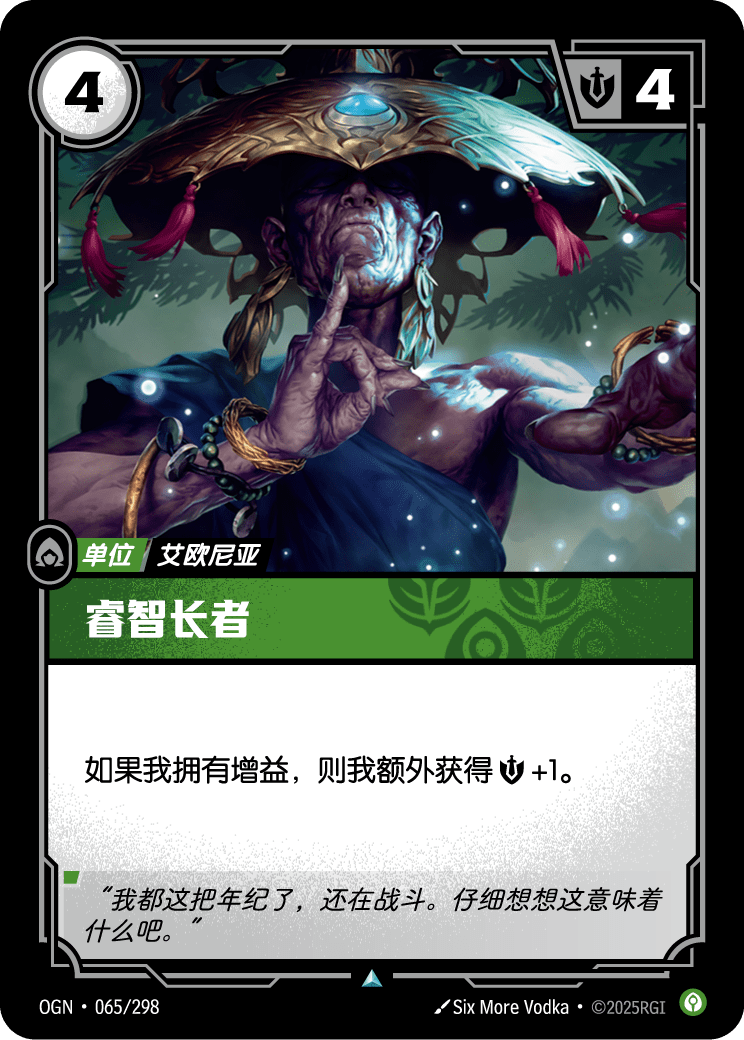 4
4
单位 艾欧尼亚
睿智长者
如果我拥有增益，则我额外获得 +1。
“我都这把年纪了，还在战斗。仔细想想这意味着
什么吧。”
OGN • 065/298 Six More Vodka • ©2025RGI